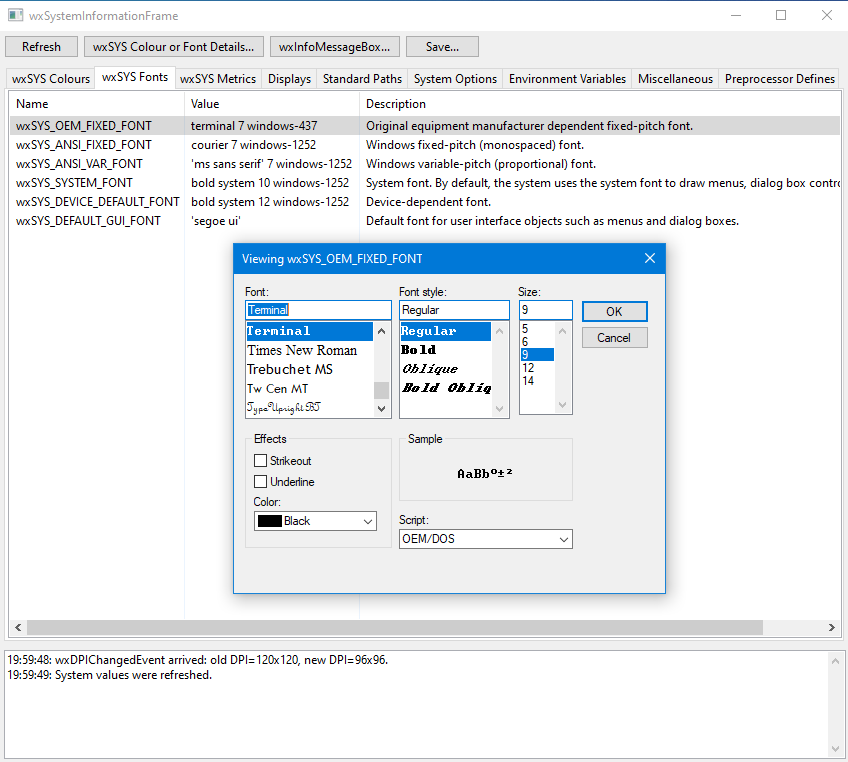 wxSystemInformationFrame
Refresh wxSYS Colour or Font Details... wxInfoMessageBox... Save...
wxSYS Colours wxSYS Fonts wxSYS Metrics Displays Standard Paths System Options Environment Variables Miscellaneous Preprocessor Defines
Name Value Description
wxSYS_OEM_FIXED_FONT terminal 7 windows-437 Original equipment manufacturer dependent fixed-pitch font.
wxSYS_ANSI_FIXED_FONT courier 7 windows-1252 Windows fixed-pitch (monospaced) font.
wxSYS_ANSI_VAR_FONT 'ms sans serif' 7 windows-1252 Windows variable-pitch (proportional) font.
wxSYS_SYSTEM_FONT bold system 10 windows-1252 System font. By default, the system uses the system font to draw menus, dialog box contro
wxSYS_DEVICE_DEFAULT_FONT bold system 12 windows-1252 Device-dependent font.
wxSYS_DEFAULT_GUI_FONT 'segoe ui' Default font for user interface objects such as menus and dialog boxes.
Viewing wxSYS_OEM_FIXED_FONT
Font: Font style: Size:
Terminal Regular 9 OK
Terminal Regular 5
Times New Roman Bold 6 Cancel
Trebuchet MS Oblique 9
Tw Cen MT Bold Obliq 12
TypeUpright BT 14
Effects Sample
Strikeout AaBbº±²
Underline
Color:
Black
Script:
OEM/DOS
19:59:48: wxDPIChangedEvent arrived: old DPI=120x120, new DPI=96x96.
19:59:49: System values were refreshed.